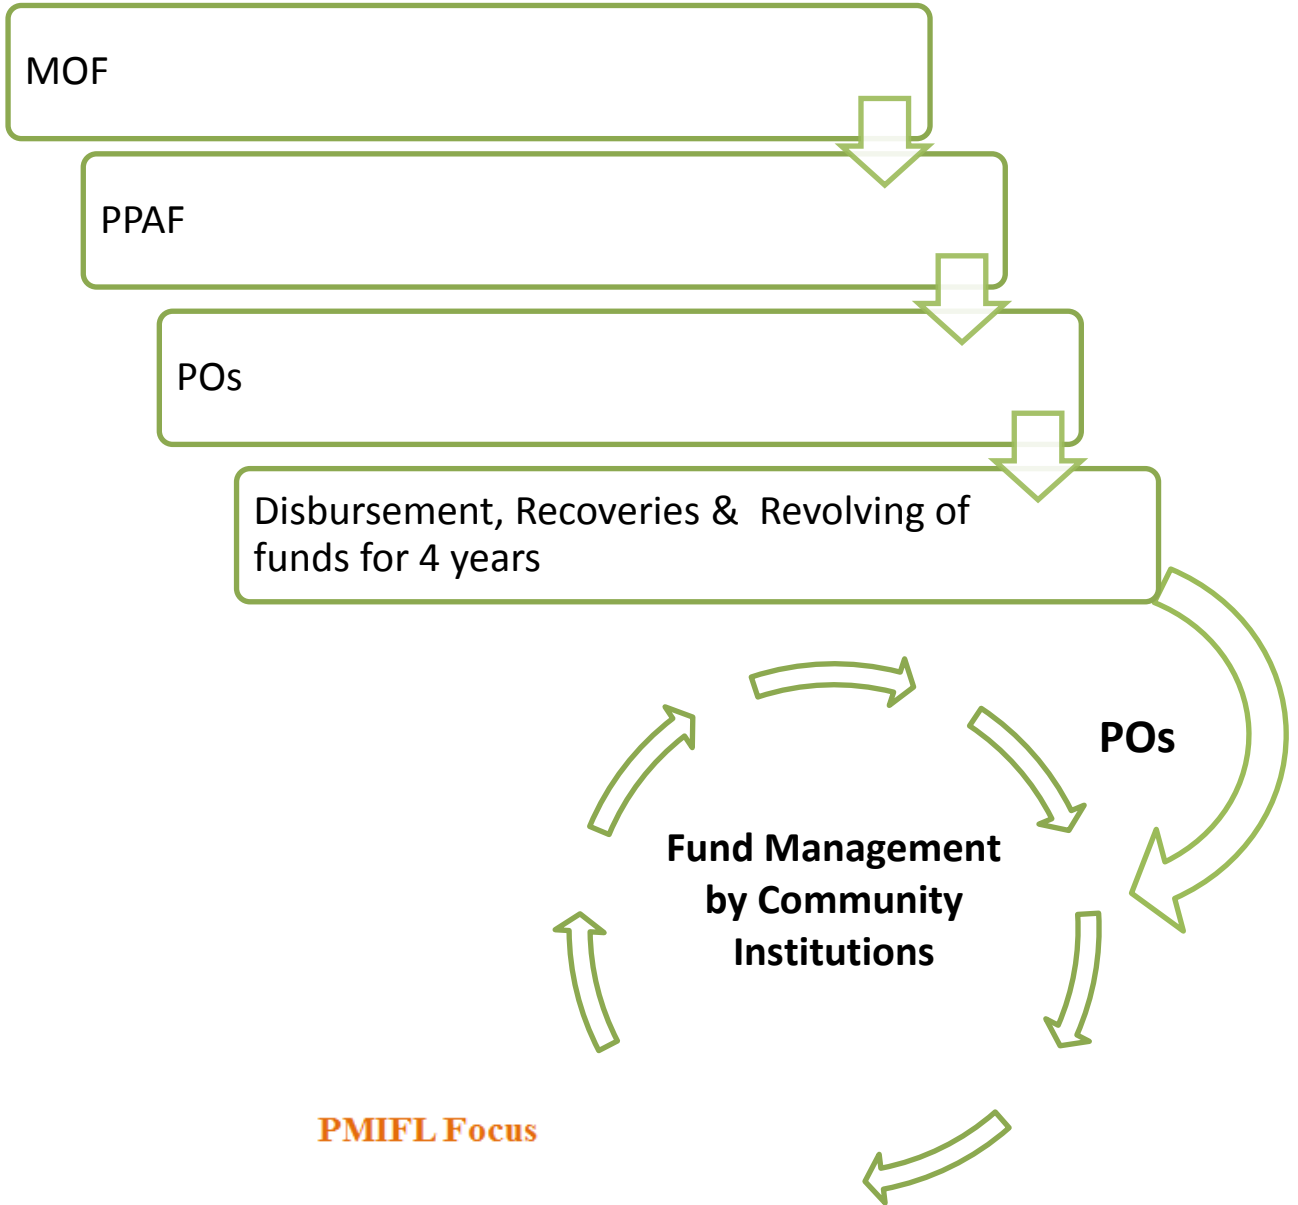 MOF
PPAF
POs
Disbursement, Recoveries &  Revolving of
funds for 4 years
POs
Fund Management
by Community
Institutions
PMIFL Focus